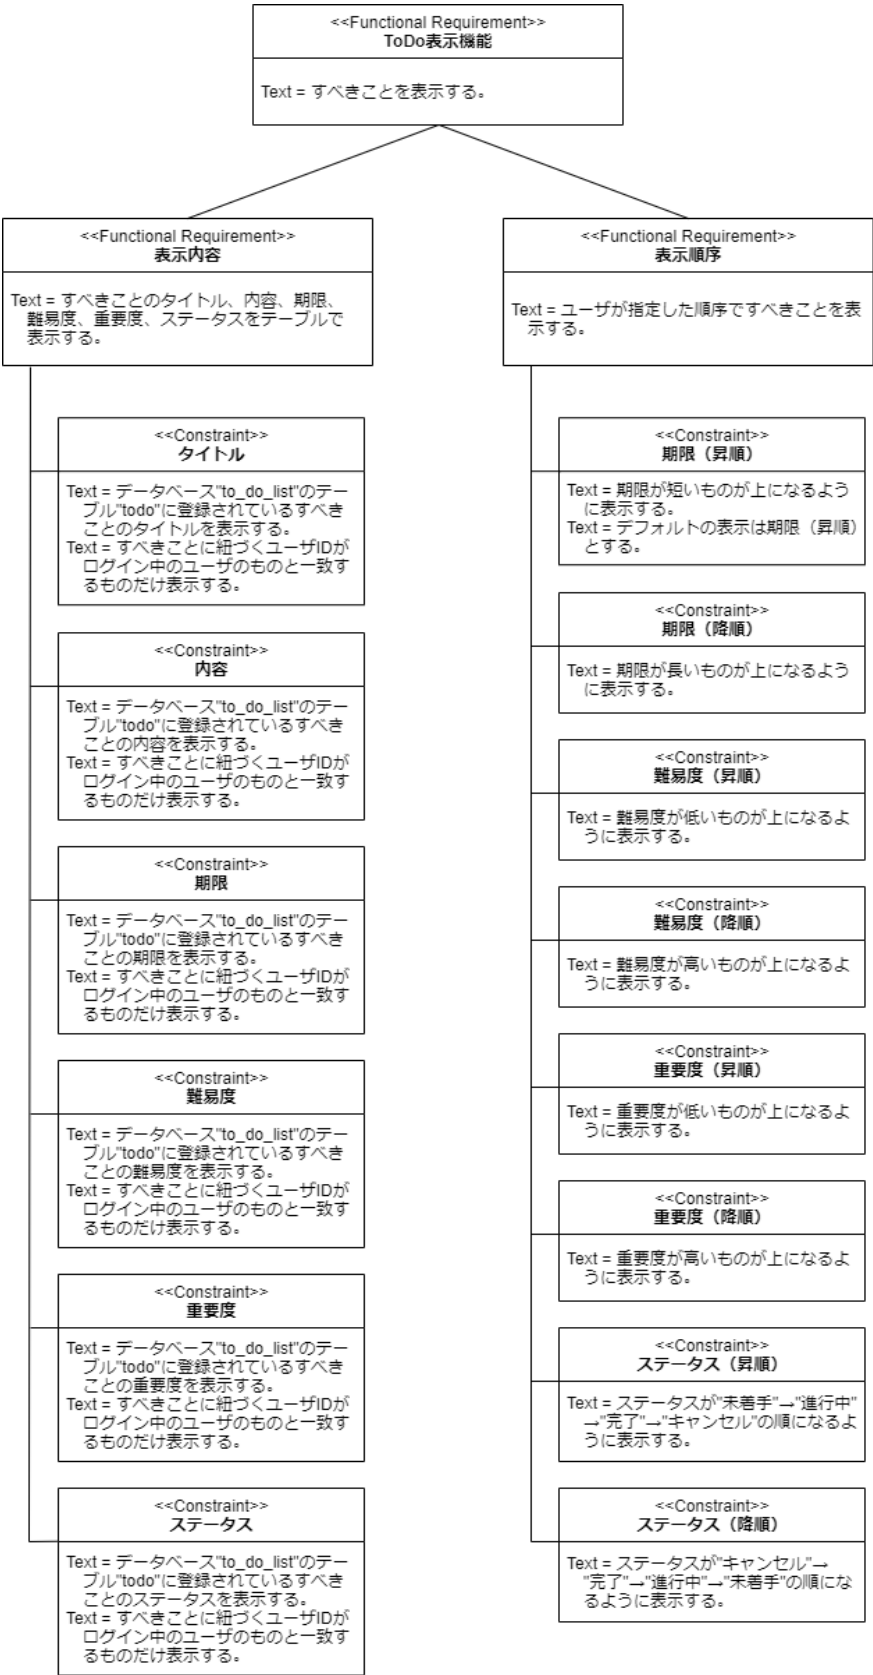 <<Functional Requirement>>
ToDo表示機能
Text = すべきことを表示する。
<<Functional Requirement>>
表示内容
Text = すべきことのタイトル、内容、期限、
難易度、重要度、ステータスをテーブルで
表示する。
<<Constraint>>
タイトル
Text = データベース"to_do_list"のテー
ブル"todo"に登録されているすべき
ことのタイトルを表示する。
Text = すべきことに紐づくユーザIDが
ログイン中のユーザのものと一致す
るものだけ表示する。
<<Constraint>>
内容
Text = データベース"to_do_list"のテー
ブル"todo"に登録されているすべき
ことの内容を表示する。
Text = すべきことに紐づくユーザIDが
ログイン中のユーザのものと一致す
るものだけ表示する。
<<Constraint>>
期限
Text = データベース"to_do_list"のテー
ブル"todo"に登録されているすべき
ことの期限を表示する。
Text = すべきことに紐づくユーザIDが
ログイン中のユーザのものと一致す
るものだけ表示する。
<<Constraint>>
難易度
Text = データベース"to_do_list"のテー
ブル"todo"に登録されているすべき
ことの難易度を表示する。
Text = すべきことに紐づくユーザIDが
ログイン中のユーザのものと一致す
るものだけ表示する。
<<Constraint>>
重要度
Text = データベース"to_do_list"のテー
ブル"todo"に登録されているすべき
ことの重要度を表示する。
Text = すべきことに紐づくユーザIDが
ログイン中のユーザのものと一致す
るものだけ表示する。
<<Constraint>>
ステータス
Text = データベース"to_do_list"のテー
ブル"todo"に登録されているすべき
ことのステータスを表示する。
Text = すべきことに紐づくユーザIDが
ログイン中のユーザのものと一致す
るものだけ表示する。
<<Functional Requirement>>
表示順序
Text = ユーザが指定した順序ですべきことを表
示する。
<<Constraint>>
期限（昇順）
Text = 期限が短いものが上になるよう
に表示する。
Text = デフォルトの表示は期限（昇順）
とする。
<<Constraint>>
期限（降順）
Text = 期限が長いものが上になるよう
に表示する。
<<Constraint>>
難易度（昇順）
Text = 難易度が低いものが上になるよ
うに表示する。
<<Constraint>>
難易度（降順）
Text = 難易度が高いものが上になるよ
うに表示する。
<<Constraint>>
重要度（昇順）
Text = 重要度が低いものが上になるよ
うに表示する。
<<Constraint>>
重要度（降順）
Text = 重要度が高いものが上になるよ
うに表示する。
<<Constraint>>
ステータス（昇順）
Text = ステータスが"未着手"→"進行中"
→"完了"→"キャンセル"の順になるよ
うに表示する。
<<Constraint>>
ステータス（降順）
Text = ステータスが"キャンセル"→
"完了"→"進行中"→"未着手"の順にな
るように表示する。